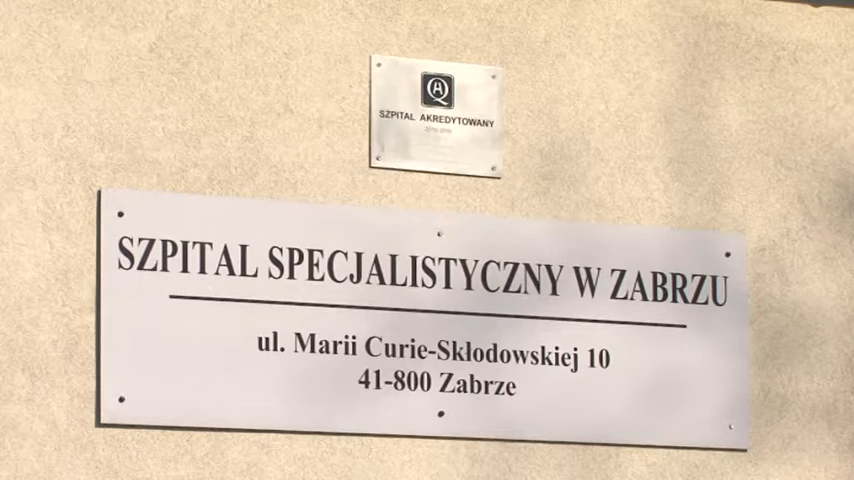 SZPITAL AKREDYTOWANY
SZPITAL SPECJALISTYCZNY W ZABRZU
ul. Marii Curie-Skłodowskiej 10
41-800 Zabrze